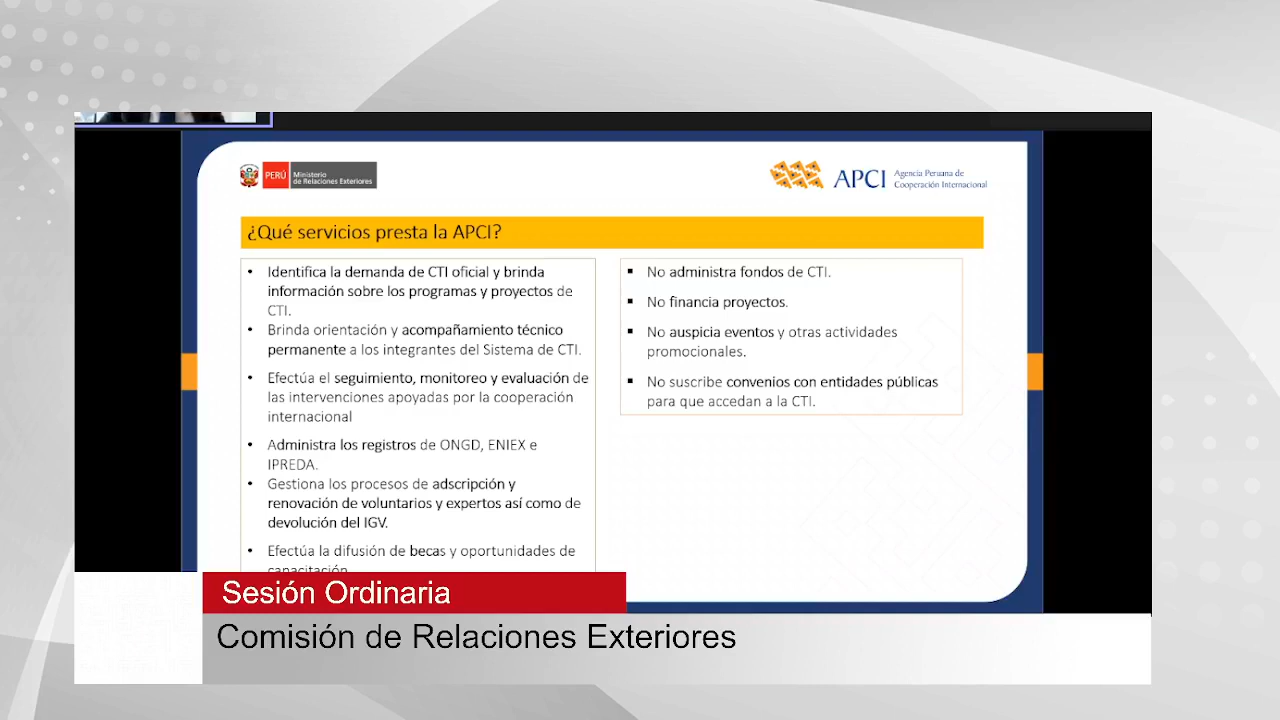 PERÚ
Ministerio
de Relaciones Exteriores
APCI
Agencia Peruana de
Cooperación Internacional
¿Qué servicios presta la APCI?
• Identifica la demanda de CTI oficial y brinda
información sobre los programas y proyectos de
CTI.
• Brinda orientación y acompañamiento técnico
permanente a los integrantes del Sistema de CTI.
• Efectúa el seguimiento, monitoreo y evaluación de
las intervenciones apoyadas por la cooperación
internacional
• Administra los registros de ONGD, ENIEX e
IPREDA.
• Gestiona los procesos de adscripción y
renovación de voluntarios y expertos así como de
devolución del IGV.
• Efectúa la difusión de becas y oportunidades de
capacitación
▪ No administra fondos de CTI.
▪ No financia proyectos.
▪ No auspicia eventos y otras actividades
promocionales.
▪ No suscribe convenios con entidades públicas
para que accedan a la CTI.
Sesión Ordinaria
Comisión de Relaciones Exteriores